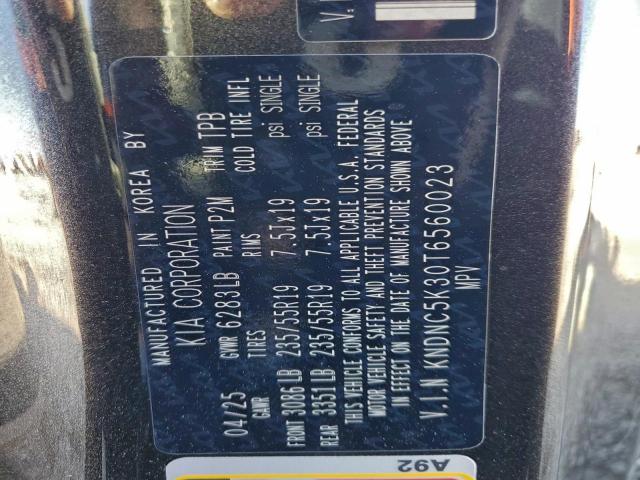 MANUFACTURED IN KOREA BY
KIA CORPORATION
04/25 GVWR 6283LB PAINT P2M TRIM TPB
GAWR TIRES RIMS COLD TIRE INFL
FRONT 3086LB 235/55R19 7.5Jx19 psi SINGLE
REAR 3351LB 235/55R19 7.5Jx19 psi SINGLE
THIS VEHICLE CONFORMS TO ALL APPLICABLE U.S.A. FEDERAL
MOTOR VEHICLE SAFETY AND THEFT PREVENTION STANDARDS
IN EFFECT ON THE DATE OF MANUFACTURE SHOWN ABOVE
V.I.N KNDNC5K30T6560023
MPV
A92